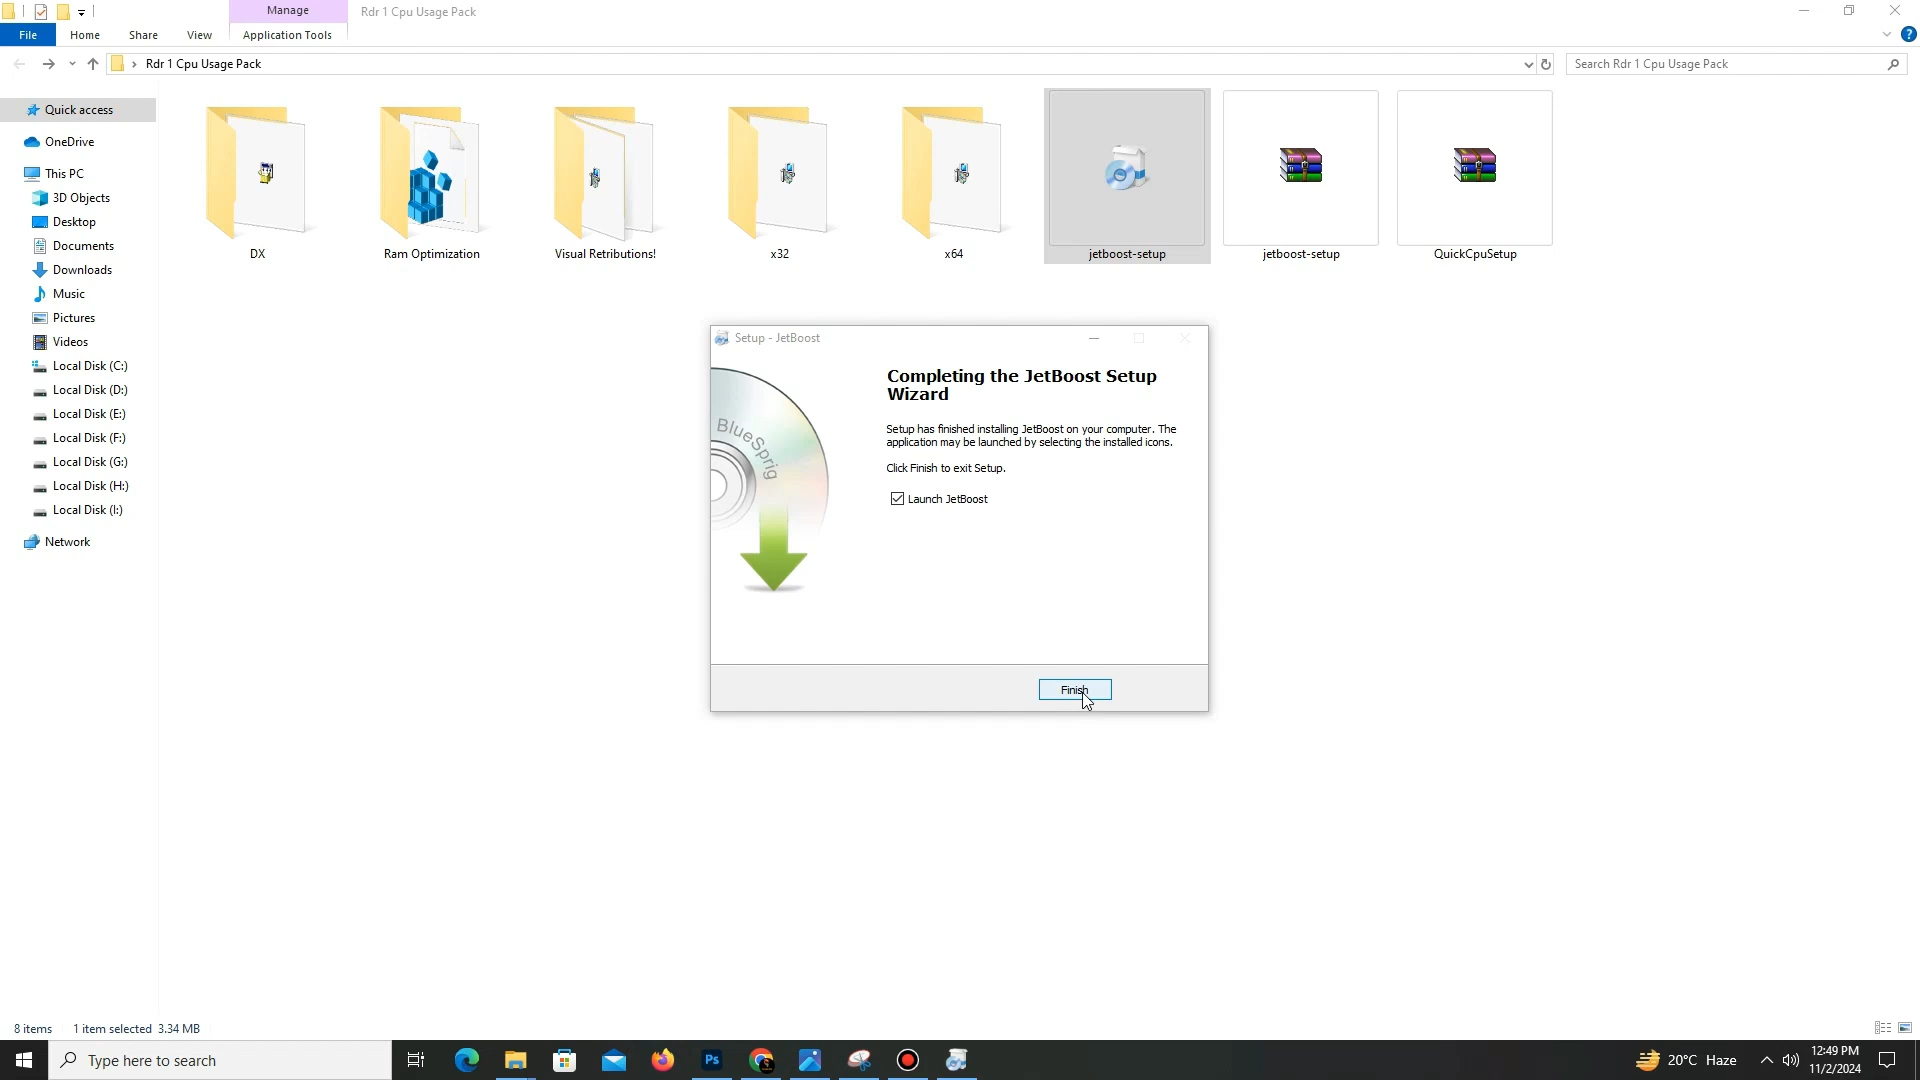 Manage
Rdr 1 Cpu Usage Pack
File
Home
Share
View
Application Tools
?
Rdr 1 Cpu Usage Pack
Search Rdr 1 Cpu Usage Pack
Quick access
OneDrive
This PC
3D Objects
Desktop
Documents
Downloads
Music
Pictures
Videos
Local Disk (C:)
Local Disk (D:)
Local Disk (E:)
Local Disk (F:)
Local Disk (G:)
Local Disk (H:)
Local Disk (I:)
Network
DX
Ram Optimization
Visual Retributions!
x32
x64
jetboost-setup
jetboost-setup
QuickCpuSetup
Setup - JetBoost
BlueSprig
Completing the JetBoost Setup
Wizard
Setup has finished installing JetBoost on your computer. The
application may be launched by selecting the installed icons.
Click Finish to exit Setup.
Launch JetBoost
Finish
8 items
1 item selected 3.34 MB
Type here to search
Ps
20°C Haze
12:49 PM
11/2/2024